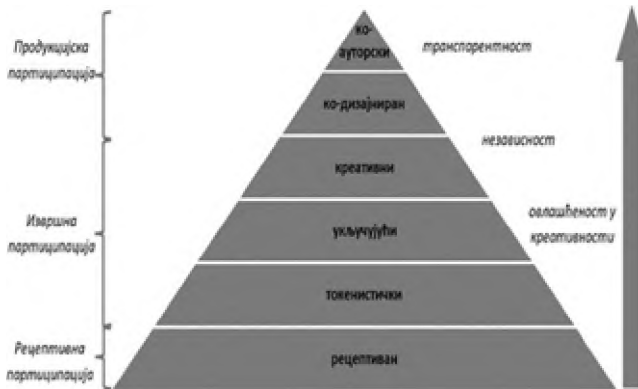 Продукцијска
партиципација
Извршна
партиципација
Рецептивна
партиципација
ко-
ауторски
ко-дизајниран
креативни
укључујући
токенистички
рецептиван
транспарентност
независност
овлашћеност у
креативности